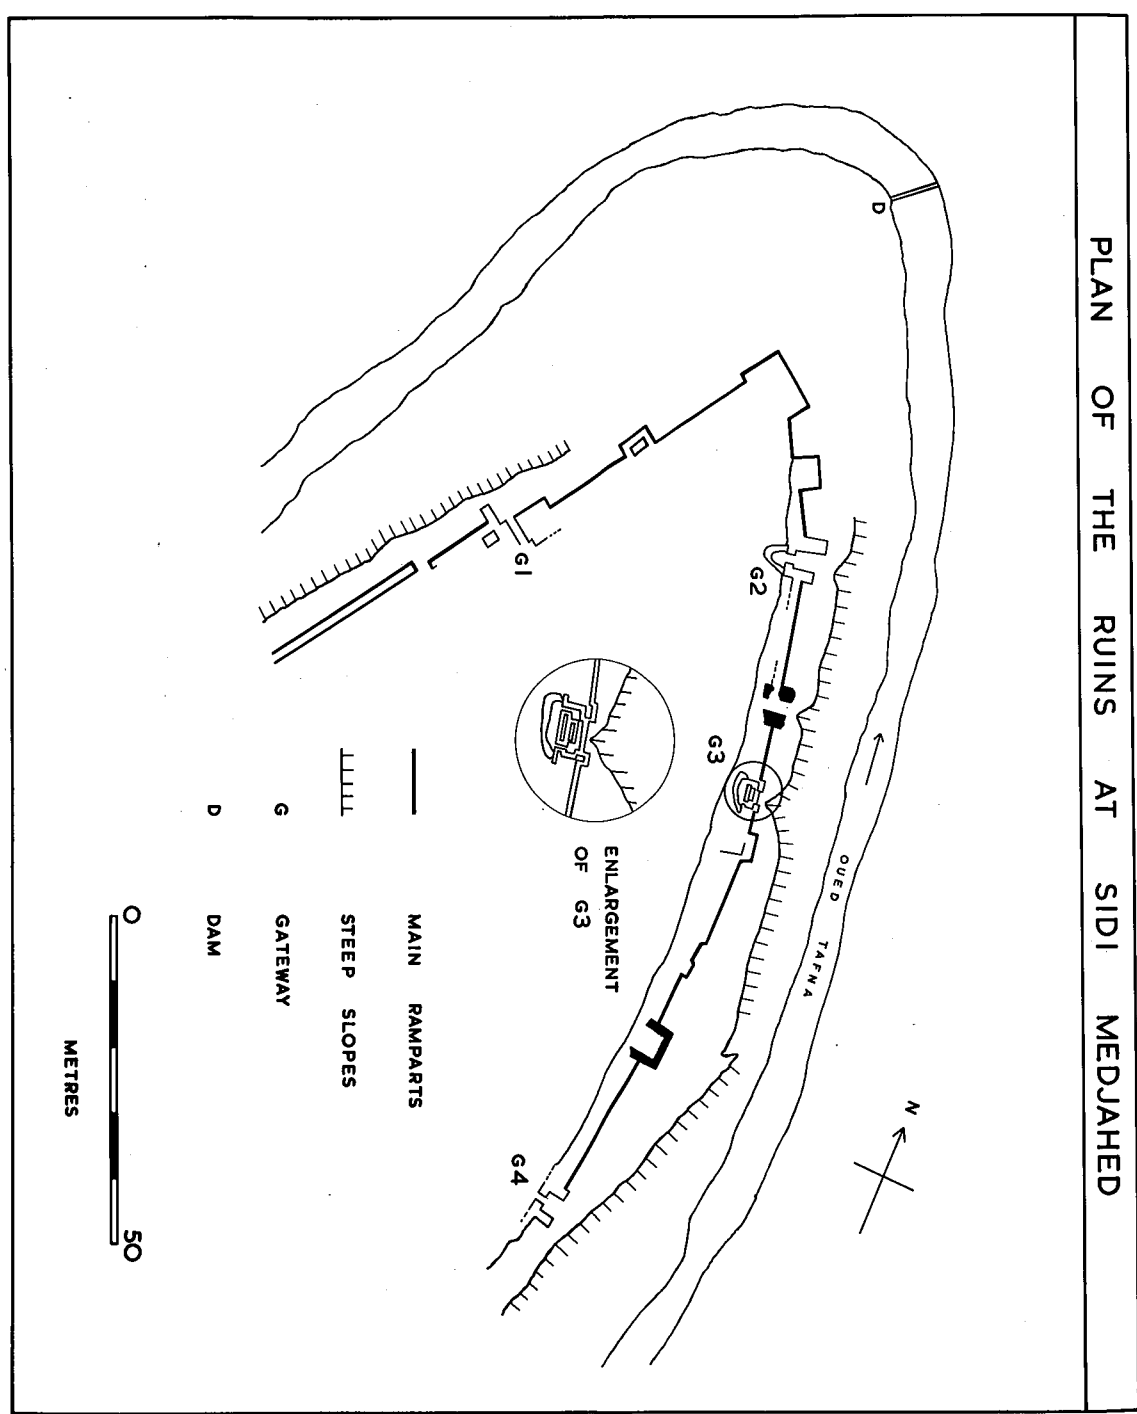 PLAN OF THE RUINS AT SIDI MEDJAHED
D
G1
G2
G3
G4
OUED TAFNA
N
ENLARGEMENT
OF G3
MAIN RAMPARTS
STEEP SLOPES
G GATEWAY
D DAM
0 50
METRES